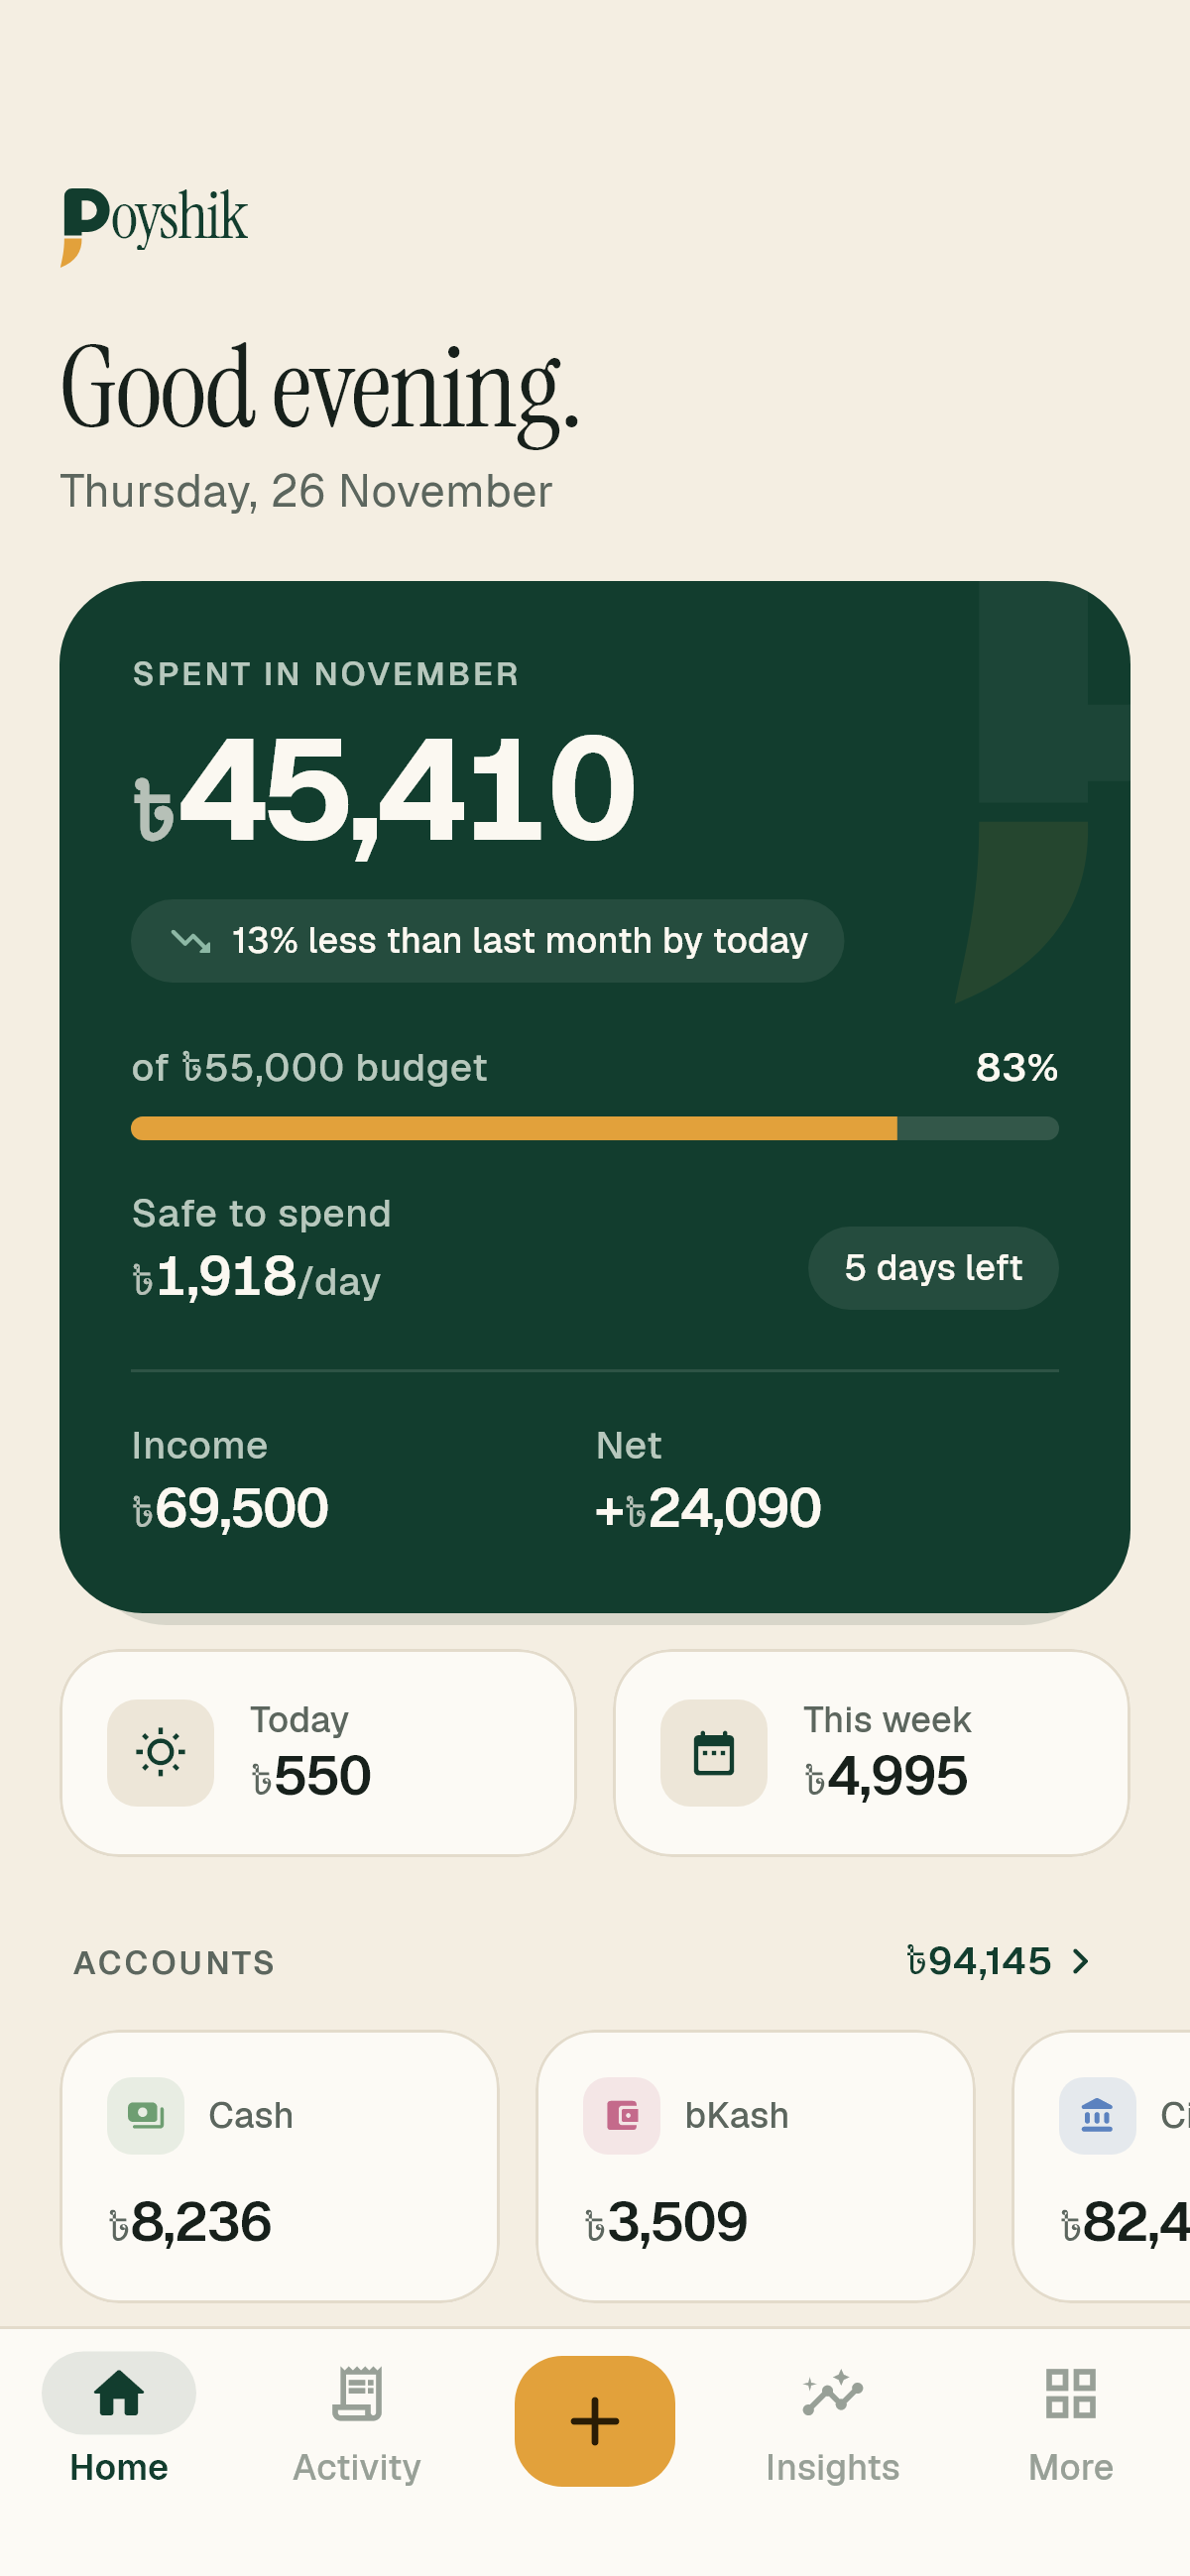 Poyshik
Good evening.
Thursday, 26 November
SPENT IN NOVEMBER
৳45,410
13% less than last month by today
of ৳55,000 budget
83%
Safe to spend
৳1,918/day
5 days left
Income
Net
৳69,500
+৳24,090
Today
৳550
This week
৳4,995
ACCOUNTS
৳94,145
Cash
৳8,236
bKash
৳3,509
Ci
৳82,4
Home
Activity
Insights
More